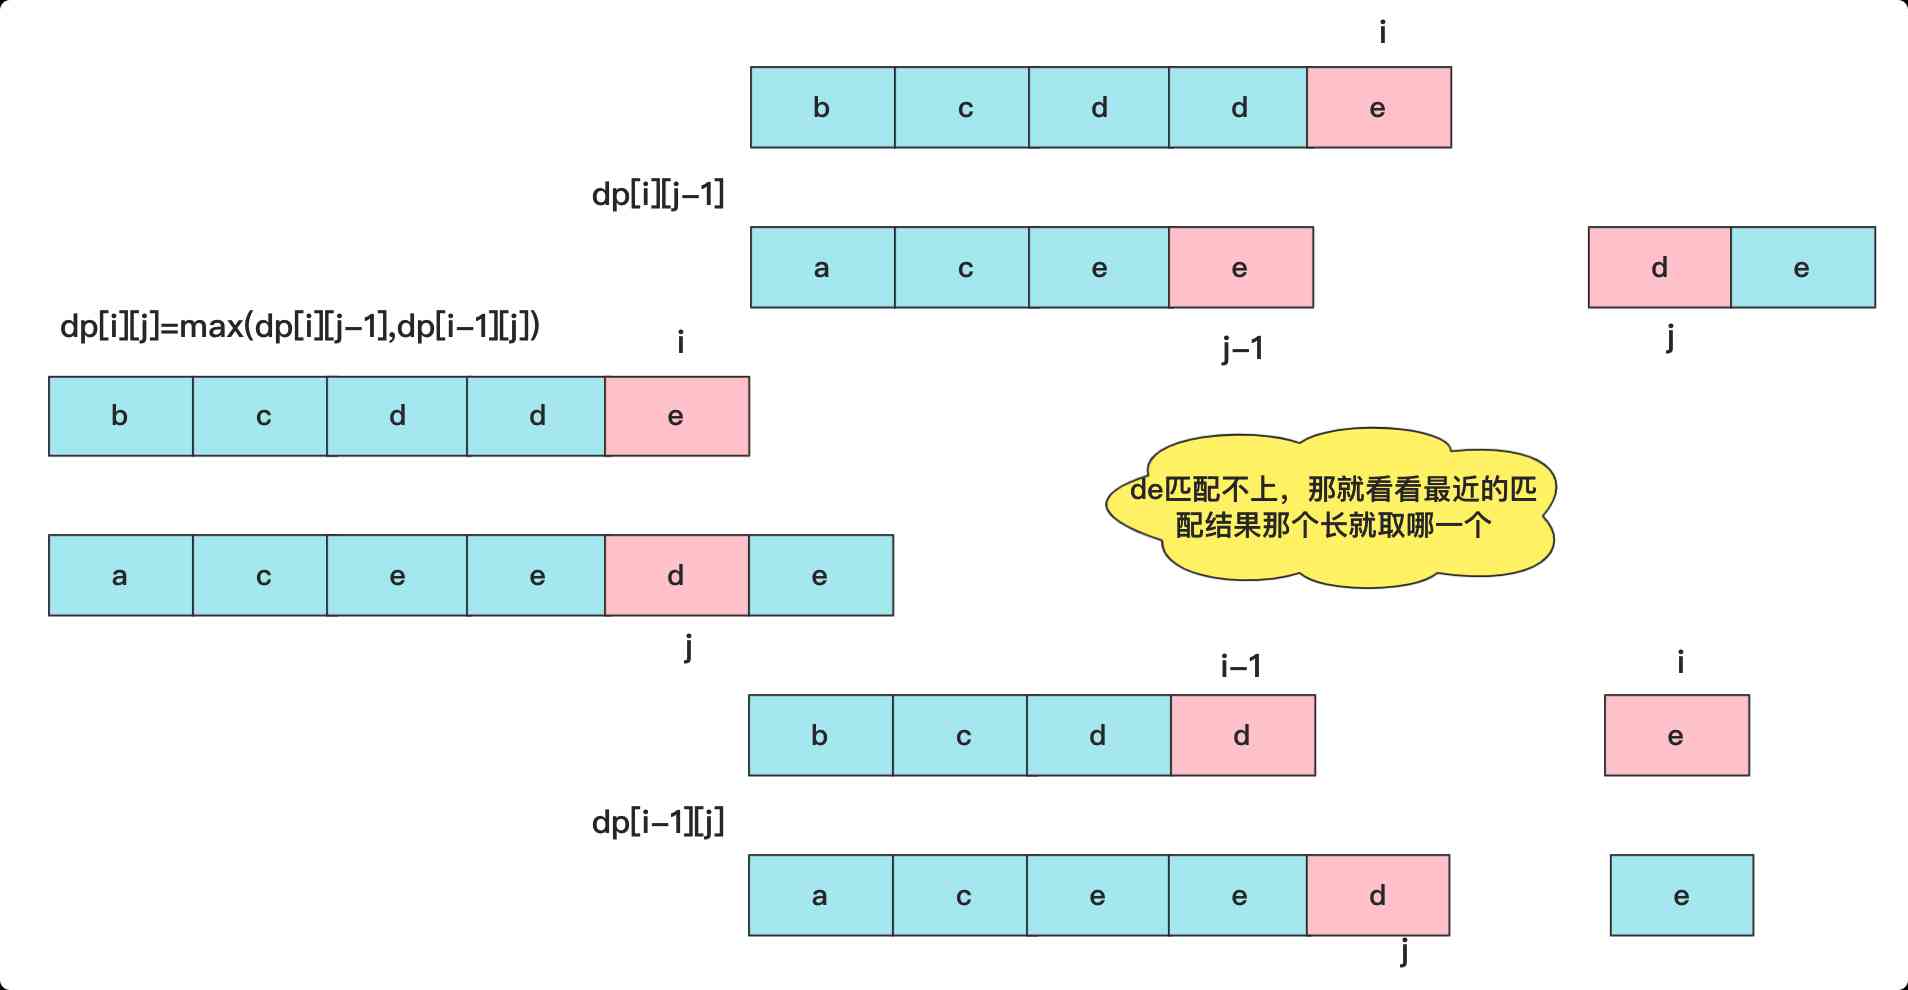 i
b c d d e
dp[i][j-1]
a c e e d e
j-1 j
dp[i][j]=max(dp[i][j-1],dp[i-1][j])
i
b c d d e
a c e e d e
j
de匹配不上，那就看看最近的匹
配结果那个长就取哪一个
i-1 i
b c d d e
dp[i-1][j]
a c e e d e
j